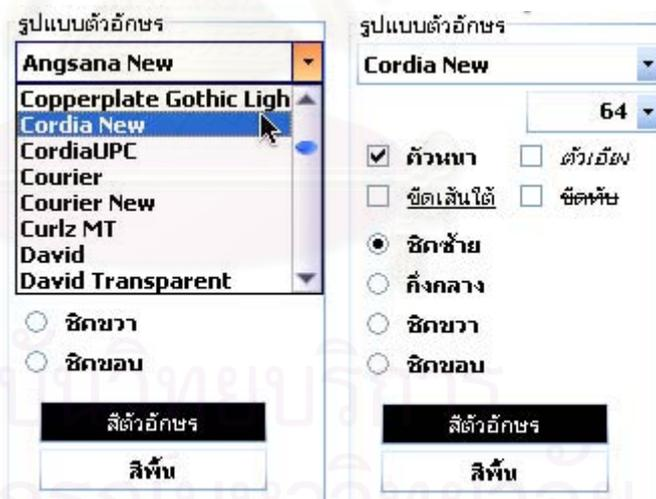 รูปแบบตัวอักษร
Angsana New
Copperplate Gothic Ligh
Cordia New
CordiaUPC
Courier
Courier New
Curlz MT
David
David Transparent
ชิดขวา
ชิดขอบ
สีตัวอักษร
สีพื้น
รูปแบบตัวอักษร
Cordia New
64
ตัวหนา ตัวเอียง
ขีดเส้นใต้ ขีดทับ
ชิดซ้าย
กึ่งกลาง
ชิดขวา
ชิดขอบ
สีตัวอักษร
สีพื้น